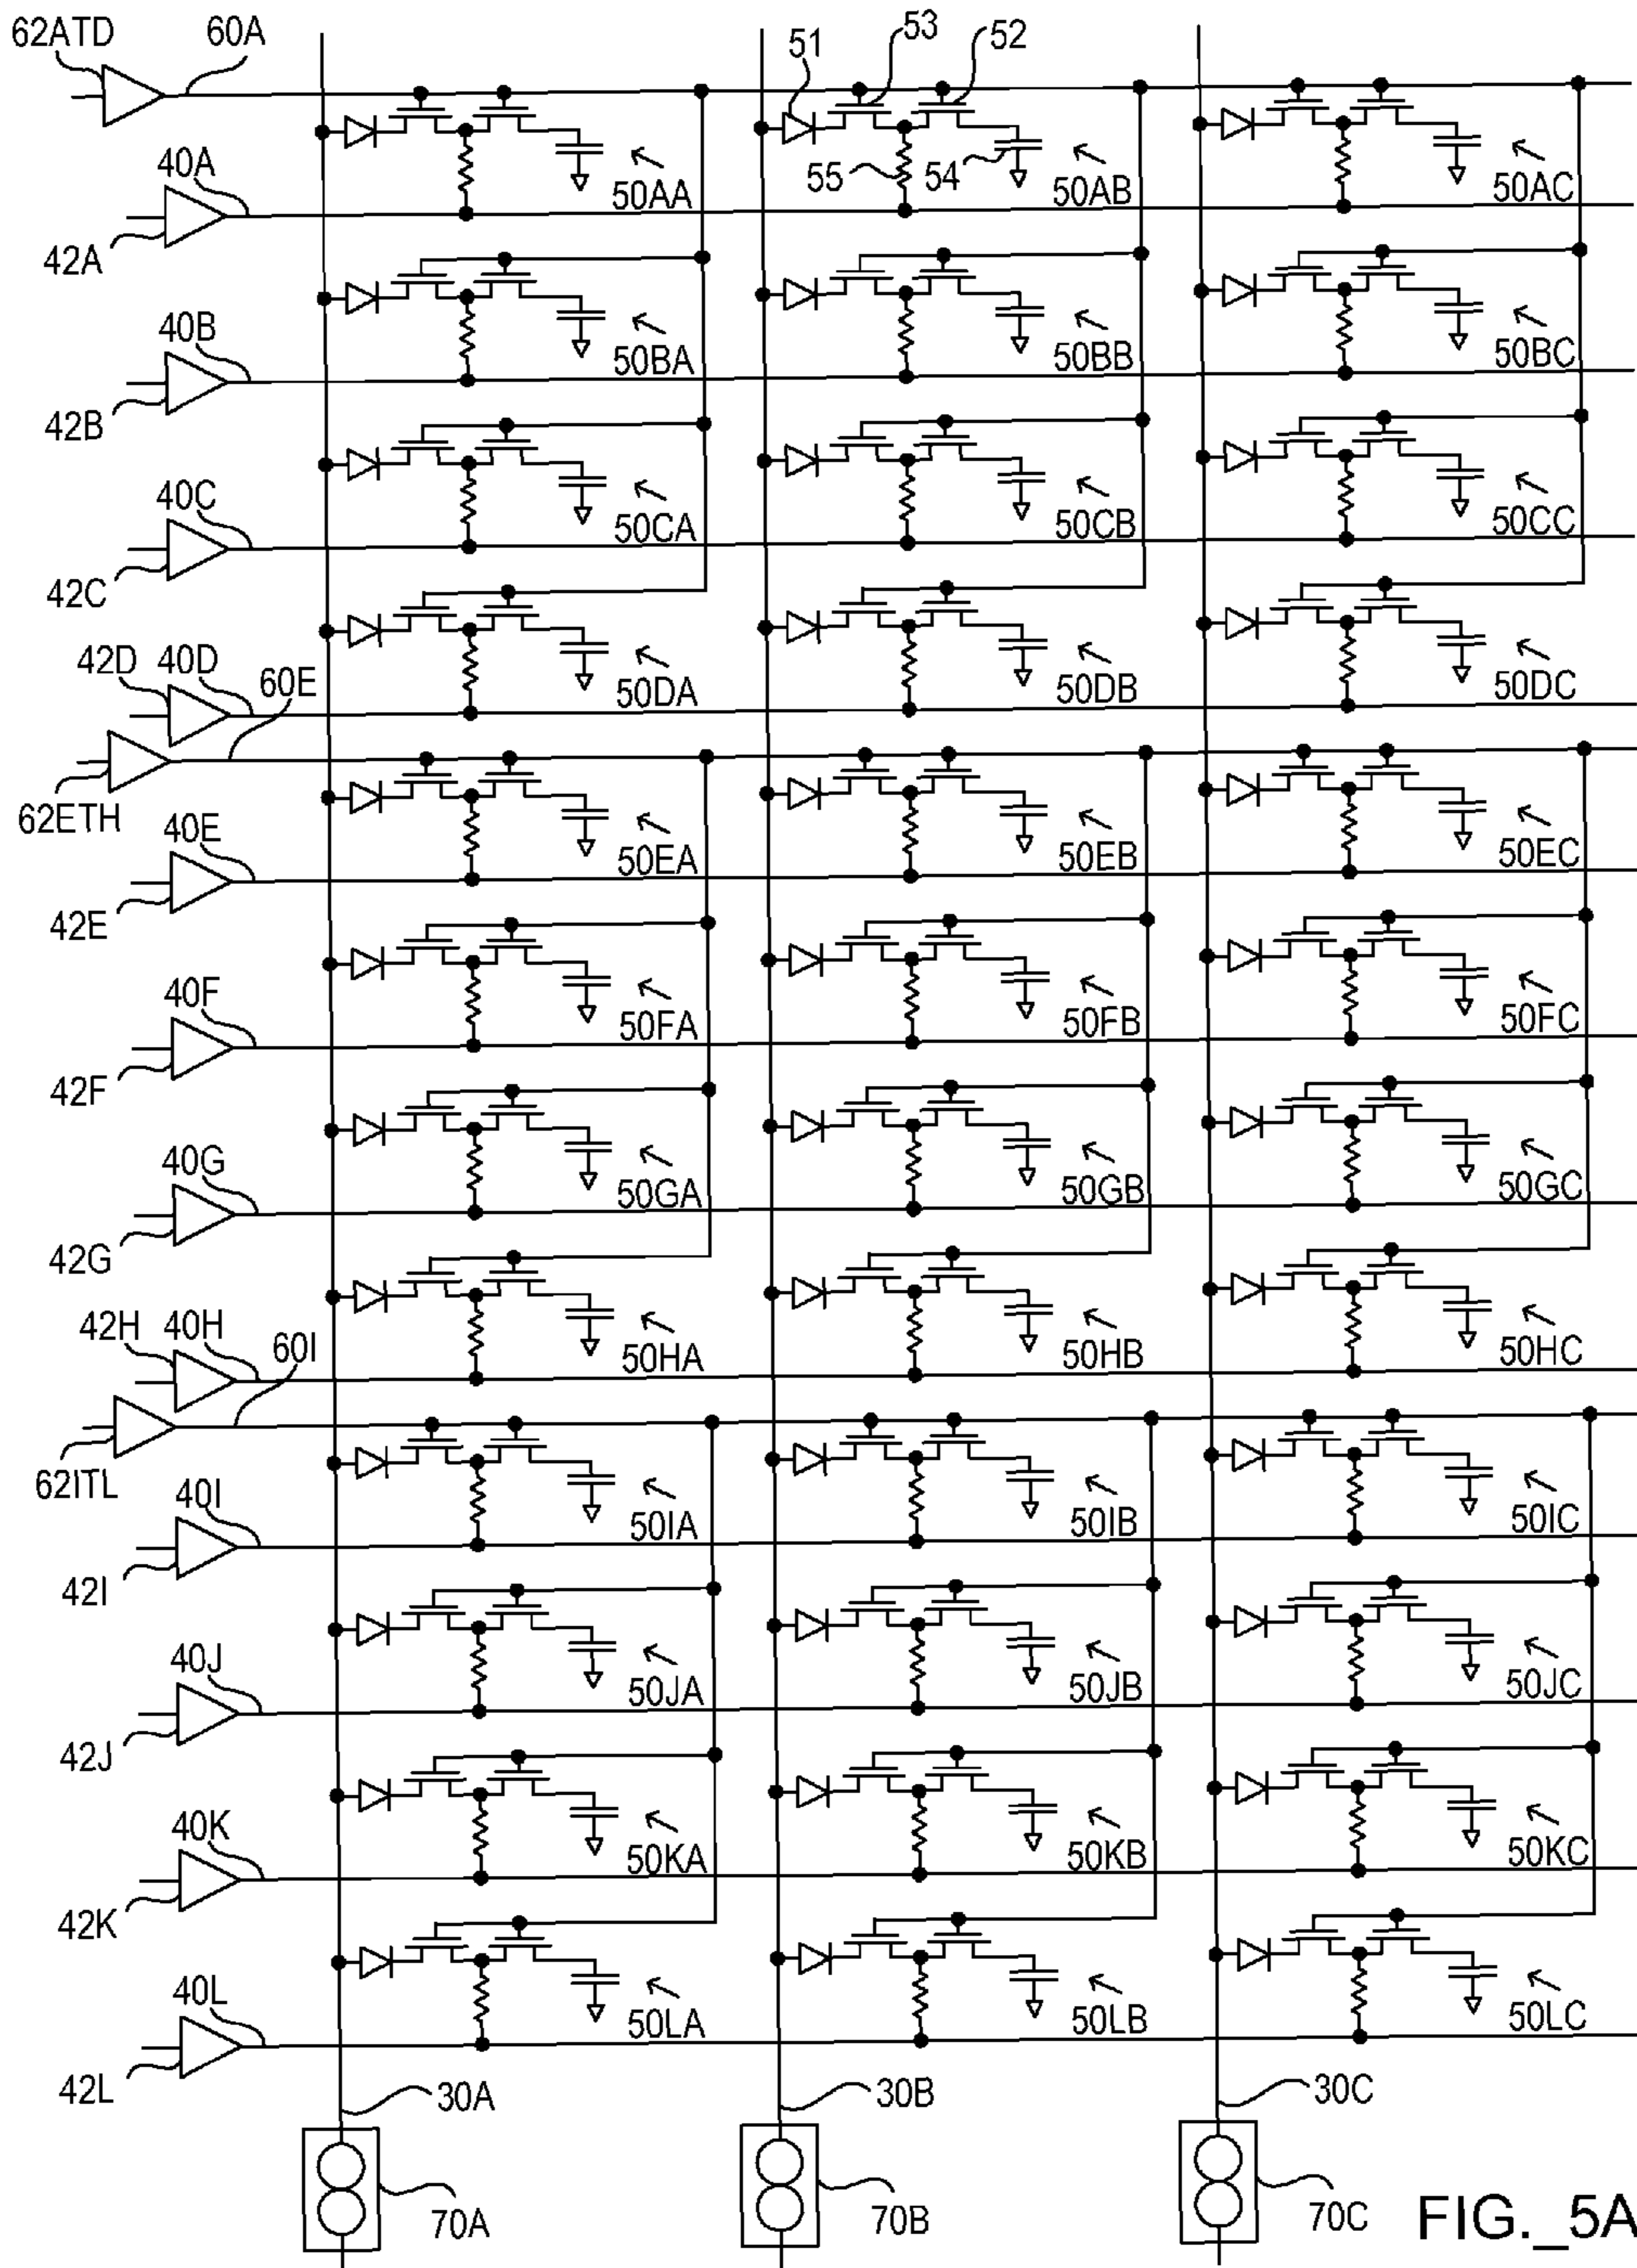 62ATD 60A 51 53 52
40A 55 54 50AA 50AB 50AC
42A
40B 50BA 50BB 50BC
42B
40C 50CA 50CB 50CC
42C
42D 40D 60E 50DA 50DB 50DC
62ETH 40E 50EA 50EB 50EC
42E
40F 50FA 50FB 50FC
42F
40G 50GA 50GB 50GC
42G
42H 40H 60I 50HA 50HB 50HC
62ITL 40I 50IA 50IB 50IC
42I
40J 50JA 50JB 50JC
42J
40K 50KA 50KB 50KC
42K
40L 50LA 50LB 50LC
42L
30A 30B 30C
70A 70B 70C
FIG._5A